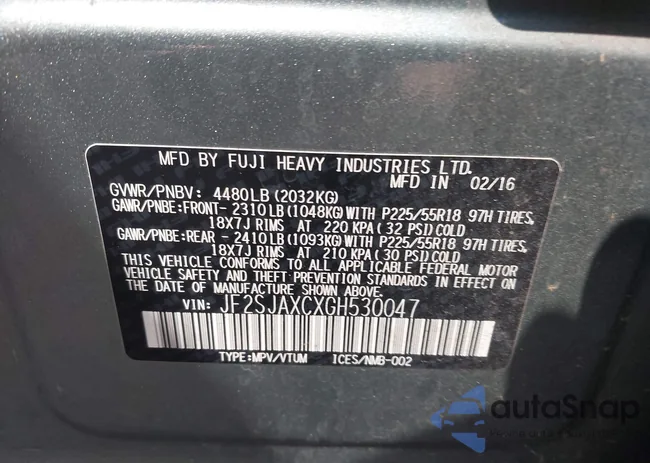 MFD BY FUJI HEAVY INDUSTRIES LTD.
MFD IN 02/16
GVWR/PNBV: 4480LB (2032KG)
GAWR/PNBE:FRONT- 2310LB(1048KG)WITH P225/55R18 97H TIRES,
18X7J RIMS AT 220 KPA( 32 PSI)COLD
GAWR/PNBE:REAR - 2410LB(1093KG)WITH P225/55R18 97H TIRES,
18X7J RIMS AT 210 KPA( 30 PSI)COLD
THIS VEHICLE CONFORMS TO ALL APPLICABLE FEDERAL MOTOR
VEHICLE SAFETY AND THEFT PREVENTION STANDARDS IN EFFECT ON
THE DATE OF MANUFACTURE SHOWN ABOVE.
VIN: JF2SJAXCXGH530047
TYPE:MPV/VTUM ICES/NMB-002
autoSnap